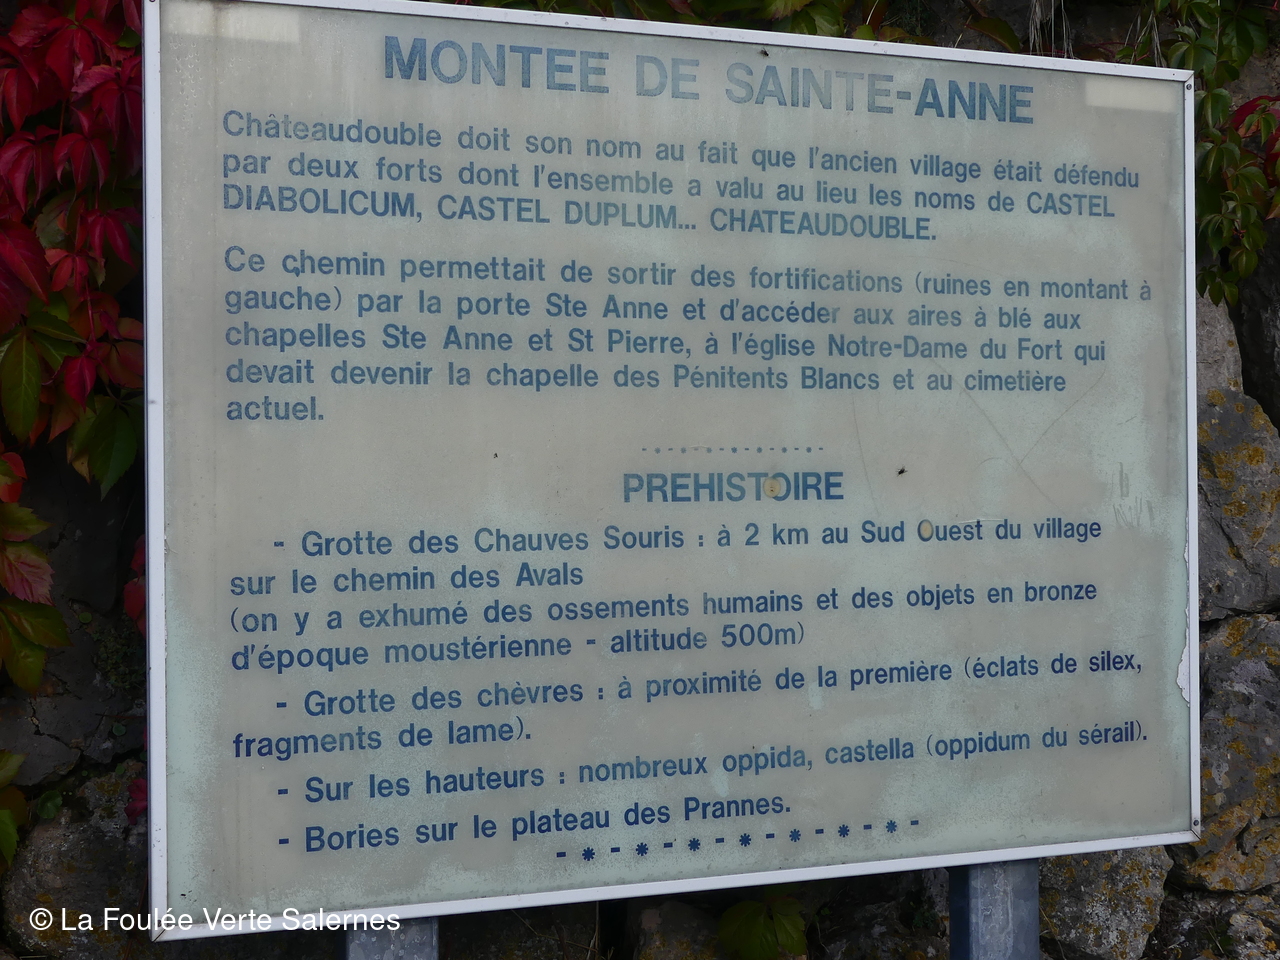 MONTEE DE SAINTE-ANNE
Châteaudouble doit son nom au fait que l'ancien village était défendu
par deux forts dont l'ensemble a valu au lieu les noms de CASTEL
DIABOLICUM, CASTEL DUPLUM... CHATEAUDOUBLE.
Ce chemin permettait de sortir des fortifications (ruines en montant à
gauche) par la porte Ste Anne et d'accéder aux aires à blé aux
chapelles Ste Anne et St Pierre, à l'église Notre-Dame du Fort qui
devait devenir la chapelle des Pénitents Blancs et au cimetière
actuel.
PREHISTOIRE
- Grotte des Chauves Souris : à 2 km au Sud Ouest du village
sur le chemin des Avals
(on y a exhumé des ossements humains et des objets en bronze
d'époque moustérienne - altitude 500m)
- Grotte des chèvres : à proximité de la première (éclats de silex,
fragments de lame).
- Sur les hauteurs : nombreux oppida, castella (oppidum du sérail).
- Bories sur le plateau des Prannes.
- * - * - * - * - * - * - * -
© La Foulée Verte Salernes